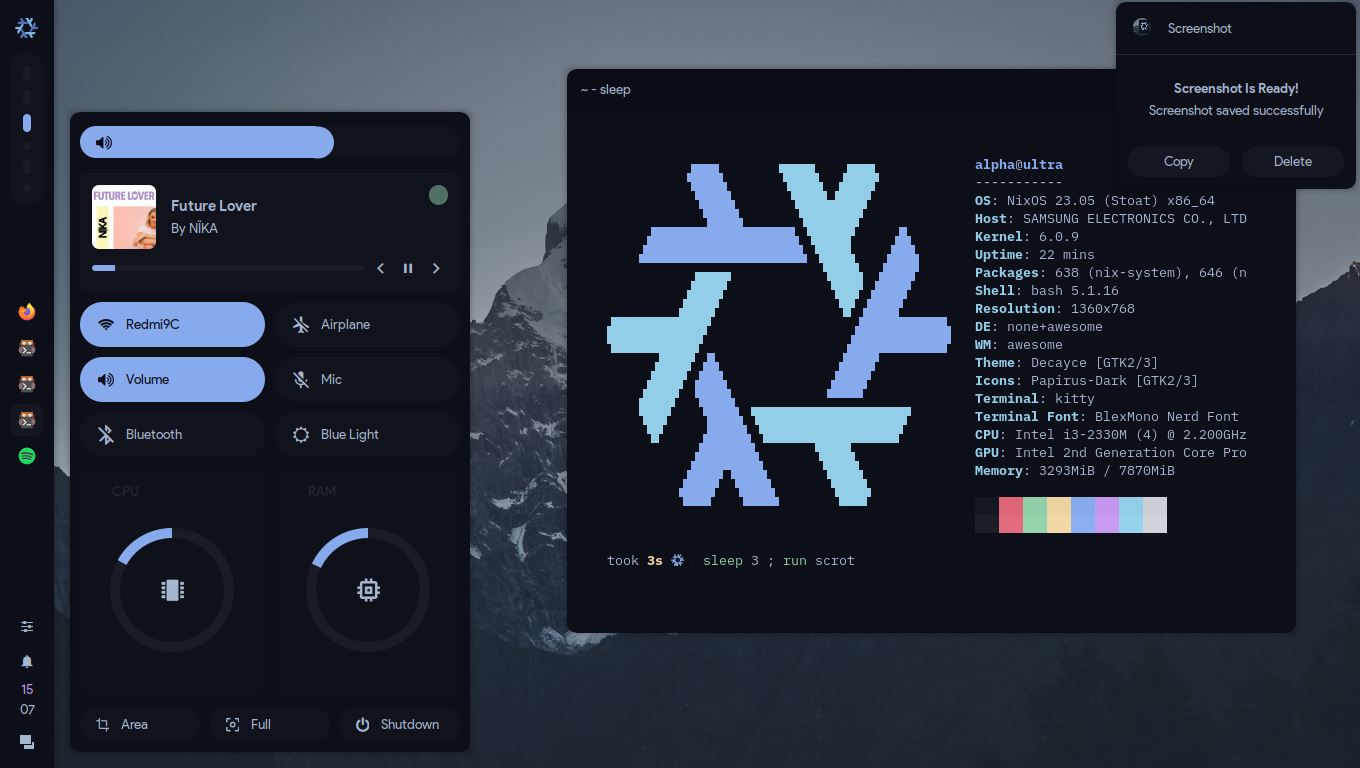 Screenshot
Screenshot Is Ready!
Screenshot saved successfully
Copy
Delete
~ - sleep
FUTURE LOVER
NIKA
Future Lover
By NÏKA
Redmi9C
Airplane
Volume
Mic
Bluetooth
Blue Light
CPU
RAM
Area
Full
Shutdown
15
07
alpha@ultra
-----------
OS: NixOS 23.05 (Stoat) x86_64
Host: SAMSUNG ELECTRONICS CO., LTD
Kernel: 6.0.9
Uptime: 22 mins
Packages: 638 (nix-system), 646 (n
Shell: bash 5.1.16
Resolution: 1360x768
DE: none+awesome
WM: awesome
Theme: Decayce [GTK2/3]
Icons: Papirus-Dark [GTK2/3]
Terminal: kitty
Terminal Font: BlexMono Nerd Font
CPU: Intel i3-2330M (4) @ 2.200GHz
GPU: Intel 2nd Generation Core Pro
Memory: 3293MiB / 7870MiB
took 3s sleep 3 ; run scrot